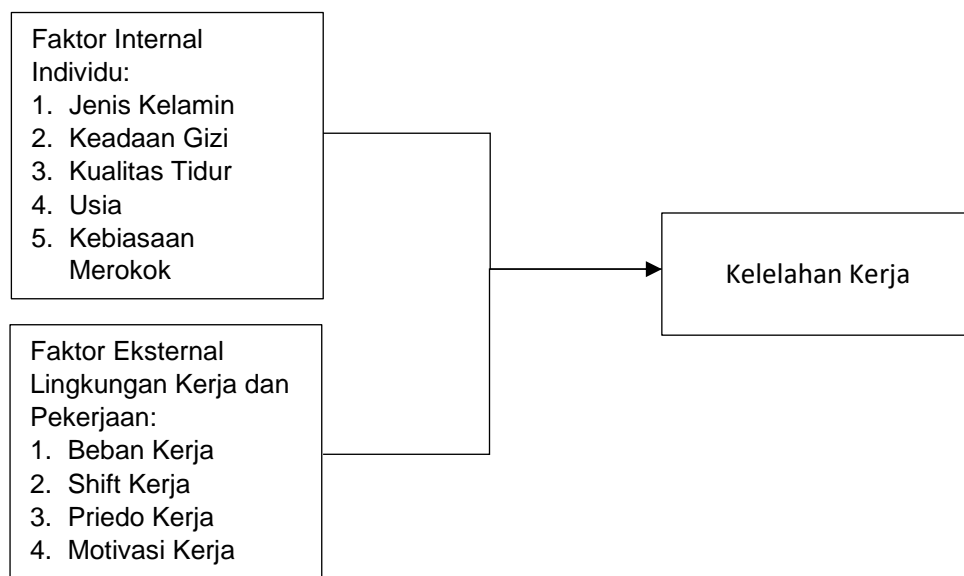 Faktor Internal
Individu:
1. Jenis Kelamin
2. Keadaan Gizi
3. Kualitas Tidur
4. Usia
5. Kebiasaan
Merokok
Kelelahan Kerja
Faktor Eksternal
Lingkungan Kerja dan
Pekerjaan:
1. Beban Kerja
2. Shift Kerja
3. Priedo Kerja
4. Motivasi Kerja